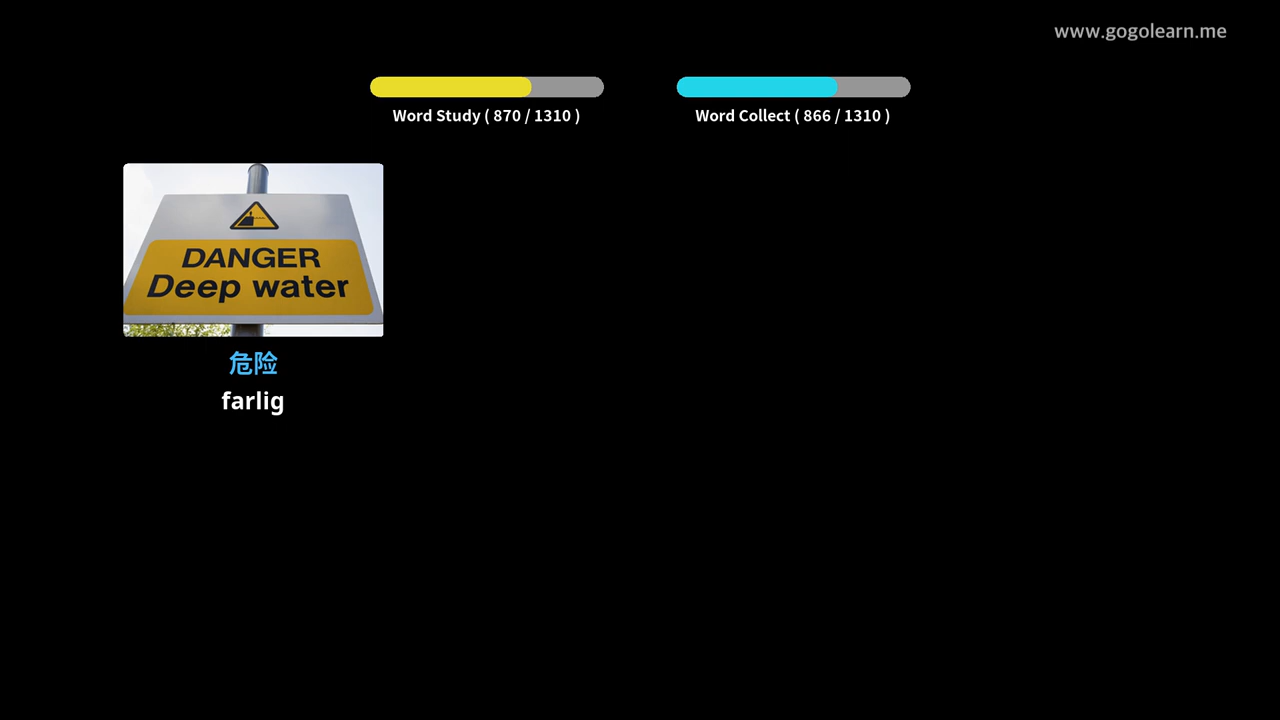 www.gogolearn.me
Word Study ( 870 / 1310 )
Word Collect ( 866 / 1310 )
DANGER
Deep water
危险
farlig